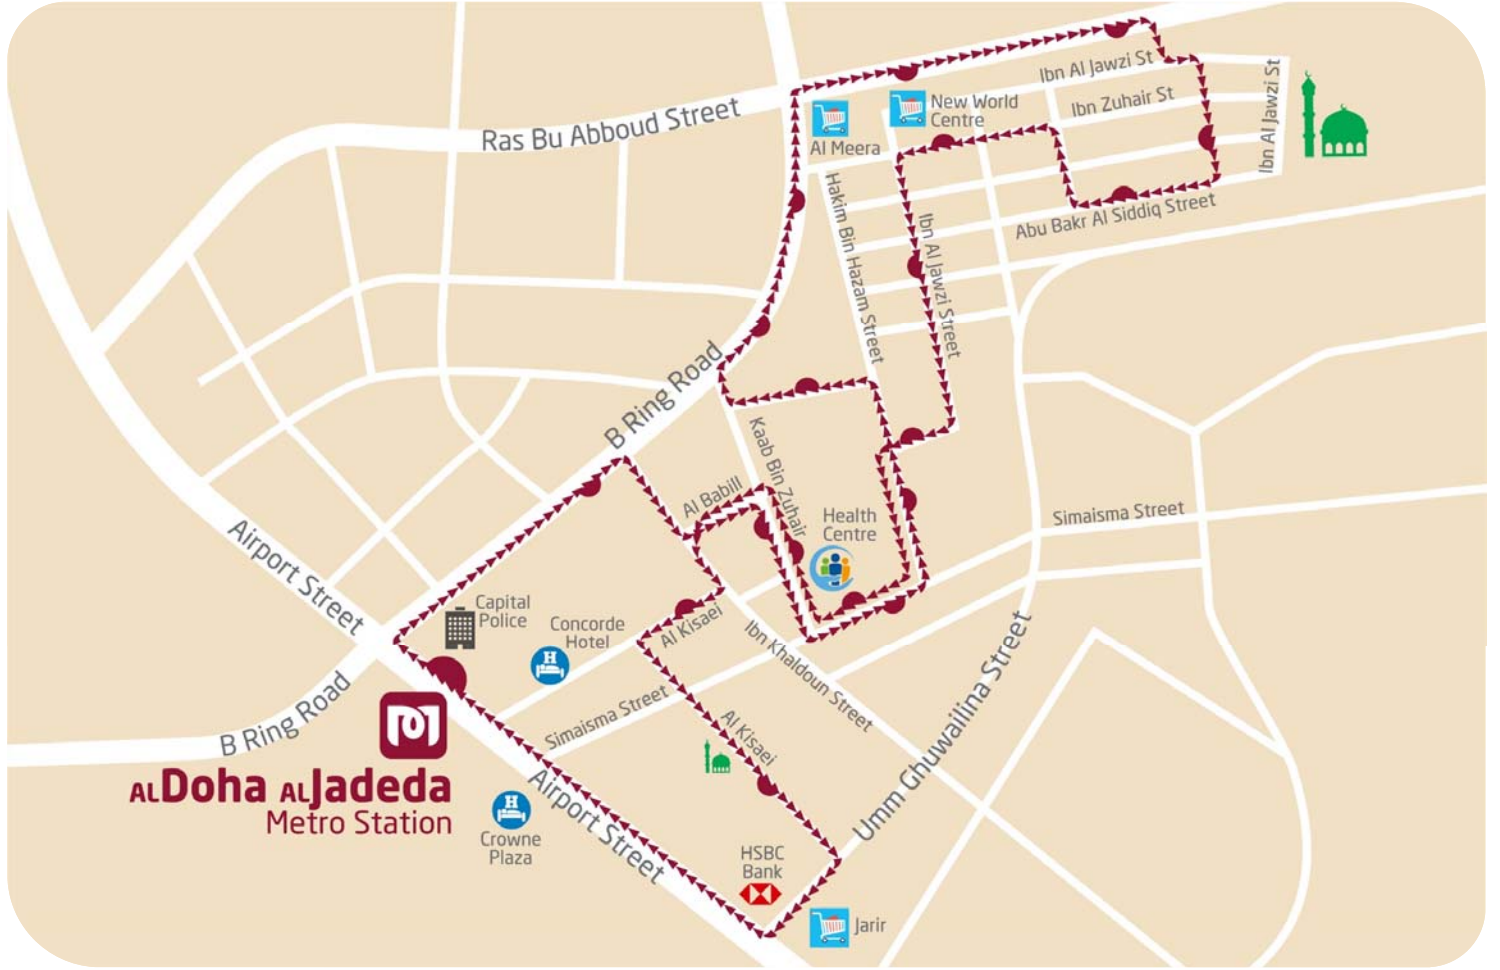 Ibn Al Jawzi St
Ibn Al Jawzi St
Ibn Zuhair St
New World
Centre
Ras Bu Abboud Street
Al Meera
Hakim Bin Hazam Street
Ibn Al Jawzi Street
Abu Bakr Al Siddiq Street
B Ring Road
Kaab Bin Zuhair
Al Babill
Health
Centre
Simaisma Street
Airport Street
Capital
Police
Concorde
Hotel
H
Al Kisaei
Ibn Khaldoun Street
Umm Ghuwailina Street
B Ring Road
Simaisma Street
Al Kisaei
AL Doha AL Jadeda
Metro Station
H
Crowne
Plaza
Airport Street
HSBC
Bank
Jarir